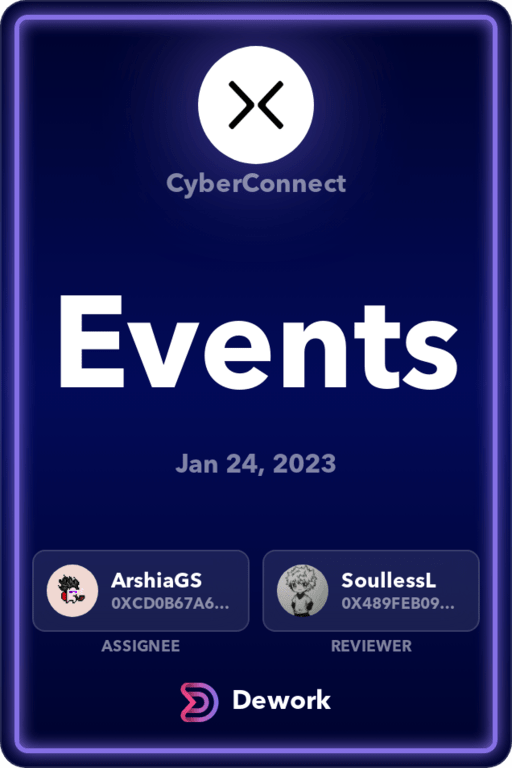 CyberConnect
Events
Jan 24, 2023
ArshiaGS
0XCD0B67A6...
ASSIGNEE
SoullessL
0X489FEB09...
REVIEWER
Dework